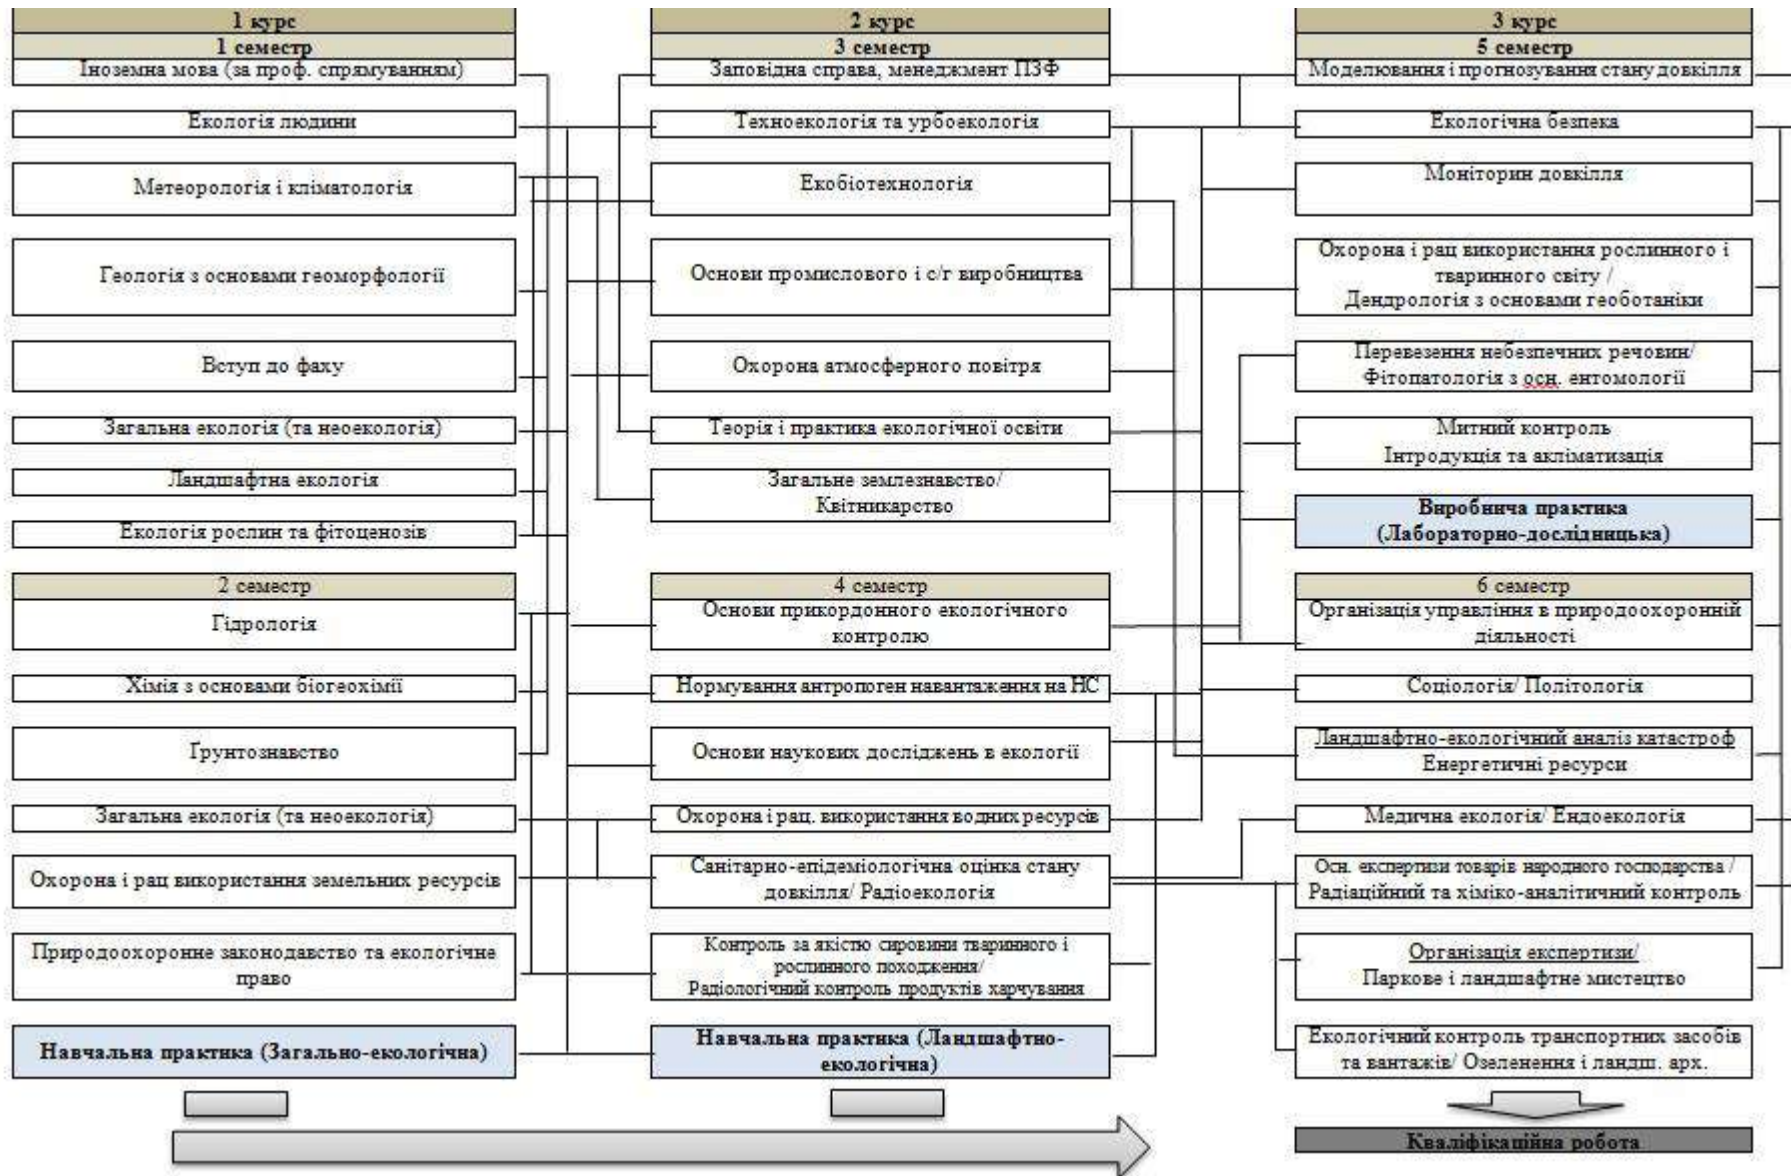 1 курс
1 семестр
Іноземна мова (за проф. спрямуванням)
Екологія людини
Метеорологія і кліматологія
Геологія з основами геоморфології
Вступ до фаху
Загальна екологія (та неоекологія)
Ландшафтна екологія
Екологія рослин та фітоценозів
2 семестр
Гідрологія
Хімія з основами біогеохімії
Ґрунтознавство
Загальна екологія (та неоекологія)
Охорона і рац використання земельних ресурсів
Природоохоронне законодавство та екологічне
право
Навчальна практика (Загально-екологічна)
2 курс
3 семестр
Заповідна справа, менеджмент ПЗФ
Техноекологія та урбоекологія
Екобіотехнологія
Основи промислового і с/г виробництва
Охорона атмосферного повітря
Теорія і практика екологічної освіти
Загальне землезнавство/
Квітникарство
4 семестр
Основи прикордонного екологічного
контролю
Нормування антропоген навантаження на НС
Основи наукових досліджень в екології
Охорона і рац. використання водних ресурсів
Санітарно-епідеміологічна оцінка стану
довкілля/ Радіоекологія
Контроль за якістю сировини тваринного і
рослинного походження/
Радіологічний контроль продуктів харчування
Навчальна практика (Ландшафтно-
екологічна)
3 курс
5 семестр
Моделювання і прогнозування стану довкілля
Екологічна безпека
Моніторин довкілля
Охорона і рац використання рослинного і
тваринного світу /
Дендрологія з основами геоботаніки
Перевезення небезпечних речовин/
Фітопатологія з осн. ентомології
Митний контроль
Інтродукція та акліматизація
Виробнича практика
(Лабораторно-дослідницька)
6 семестр
Організація управління в природоохоронній
діяльності
Соціологія/ Політологія
Ландшафтно-екологічний аналіз катастроф
Енергетичні ресурси
Медична екологія/ Ендоекологія
Осн. експертизи товарів народного господарства /
Радіаційний та хіміко-аналітичний контроль
Організація експертизи/
Паркове і ландшафтне мистецтво
Екологічний контроль транспортних засобів
та вантажів/ Озеленення і ландш. арх.
Кваліфікаційна робота